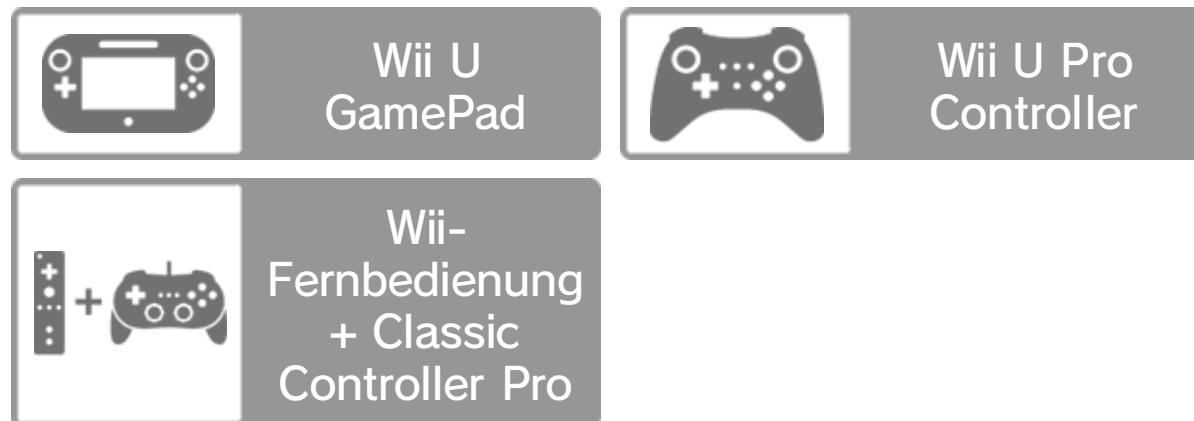 Wii U
GamePad
Wii U Pro
Controller
Wii-
Fernbedienung
+ Classic
Controller Pro